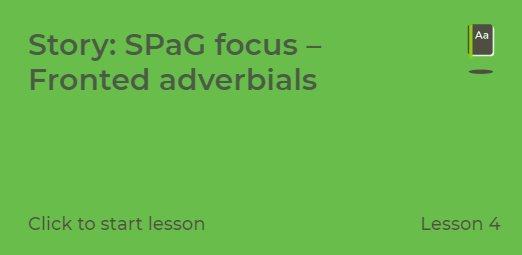 Story: SPaG focus –
Fronted adverbials
Aa
Click to start lesson
Lesson 4